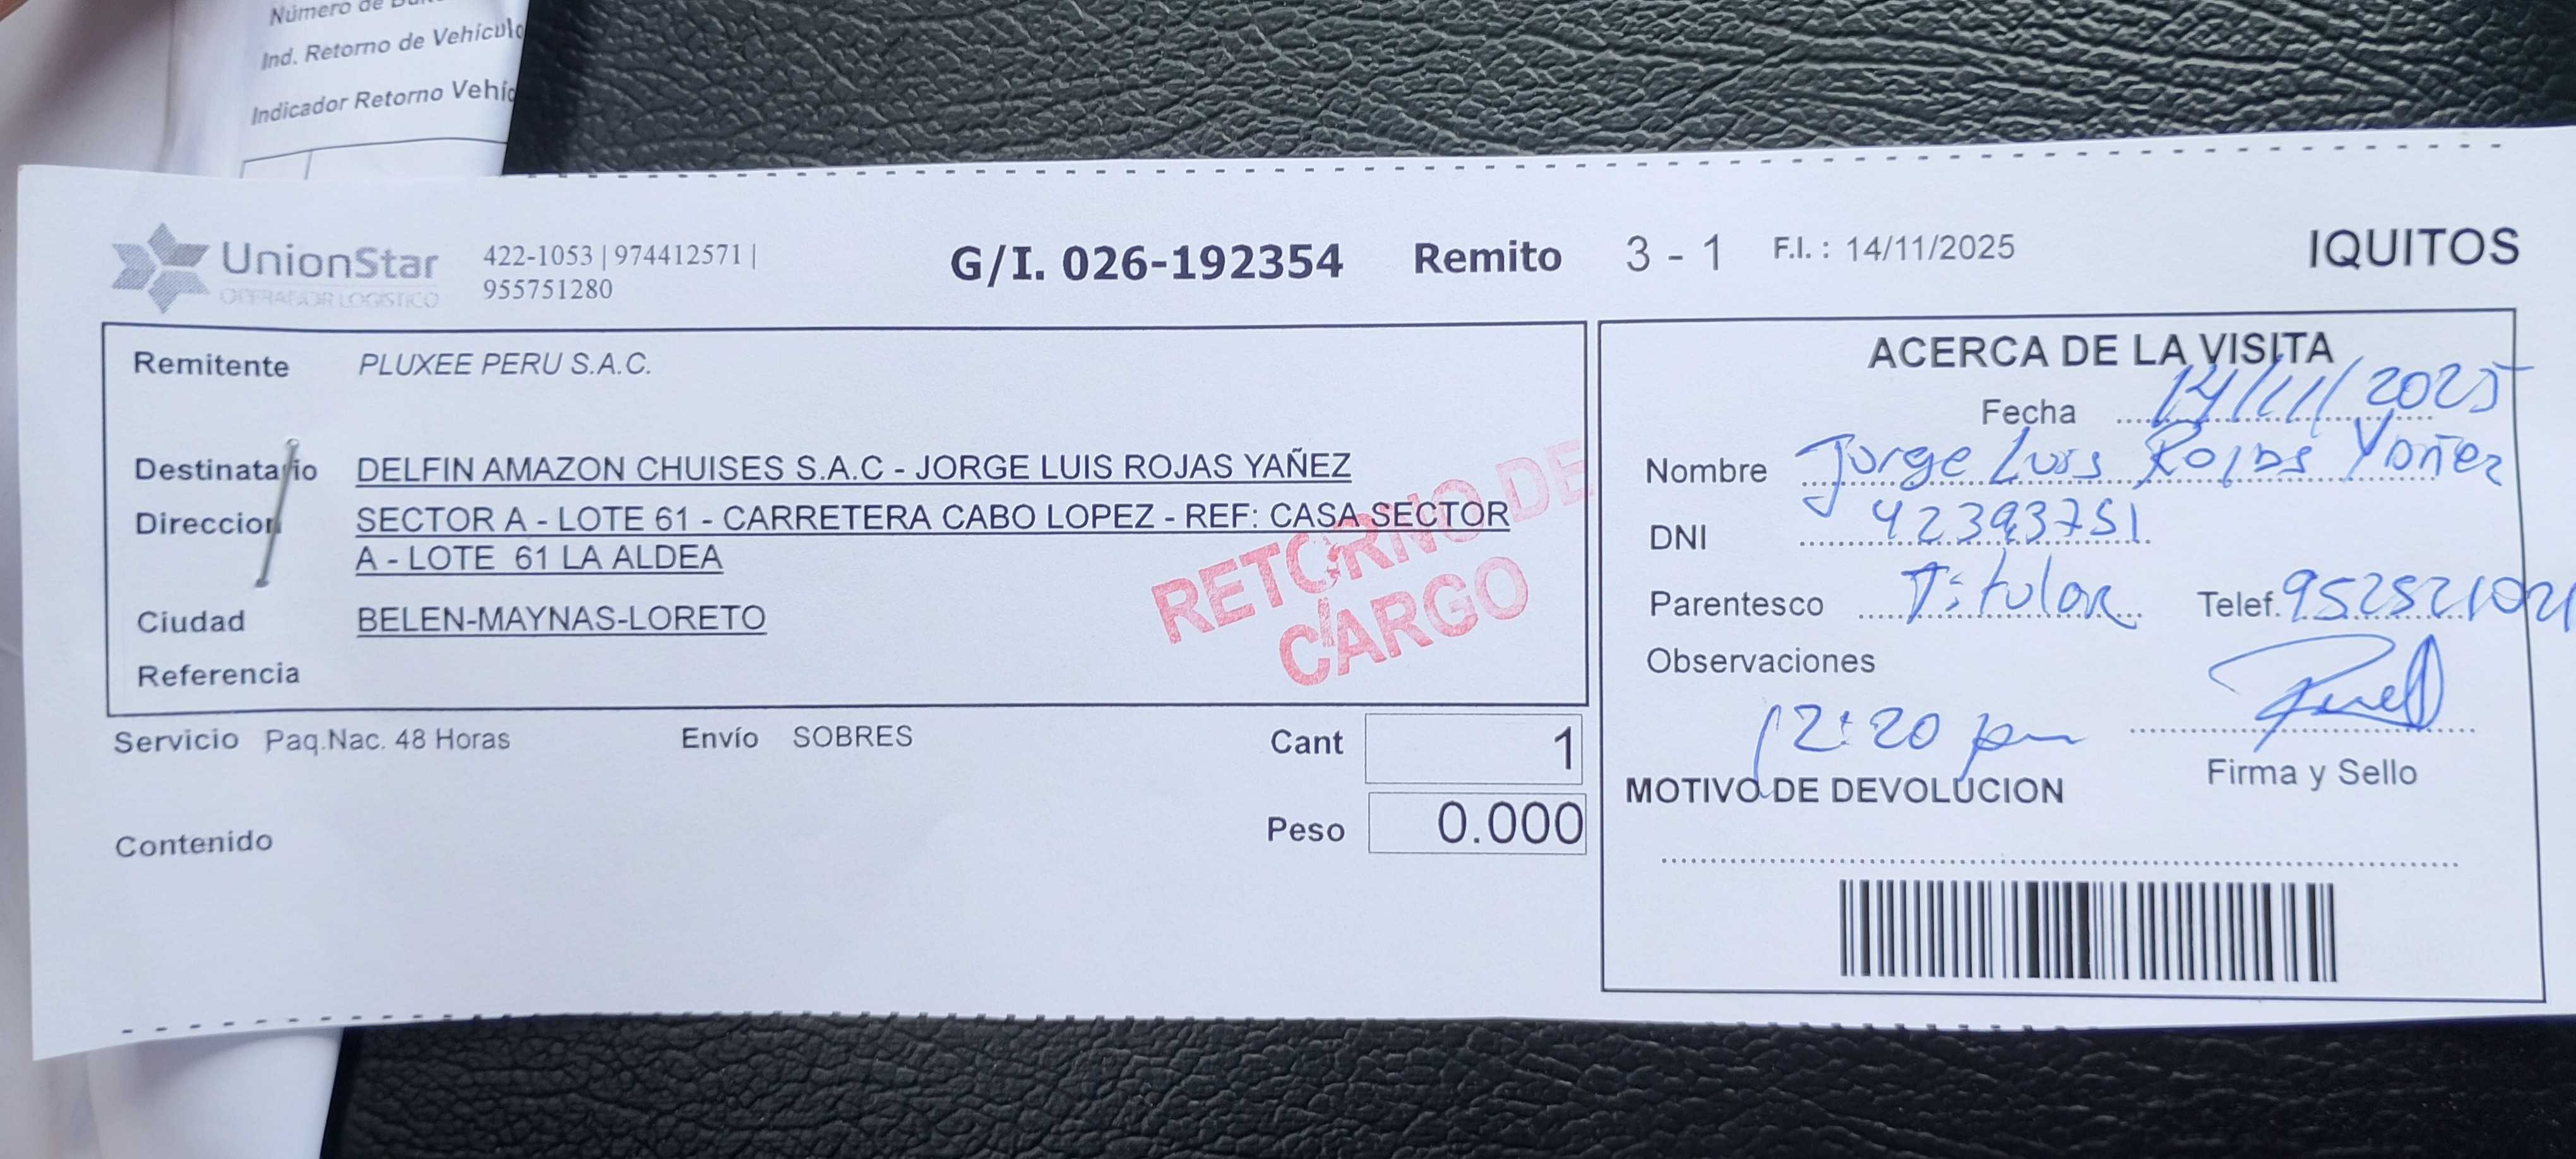 Número de
Ind. Retorno de Vehículo
Indicador Retorno Vehíc
UnionStar
OPERADOR LOGISTICO
422-1053 | 974412571 |
955751280
G/I. 026-192354 Remito 3 - 1 F.I. : 14/11/2025 IQUITOS
Remitente PLUXEE PERU S.A.C.
Destinatario DELFIN AMAZON CHUISES S.A.C - JORGE LUIS ROJAS YAÑEZ
Direccion SECTOR A - LOTE 61 - CARRETERA CABO LOPEZ - REF: CASA SECTOR
A - LOTE 61 LA ALDEA
Ciudad BELEN-MAYNAS-LORETO
Referencia
RETORNO DE
CARGO
Servicio Paq.Nac. 48 Horas Envío SOBRES Cant 1
Peso 0.000
Contenido
ACERCA DE LA VISITA
Fecha 14/11/2025
Nombre Jorge Luis Rojas Yañez
DNI 42393751
Parentesco Titular Telef. 952521021
Observaciones
12:20 pm
Firma y Sello
MOTIVO DE DEVOLUCION